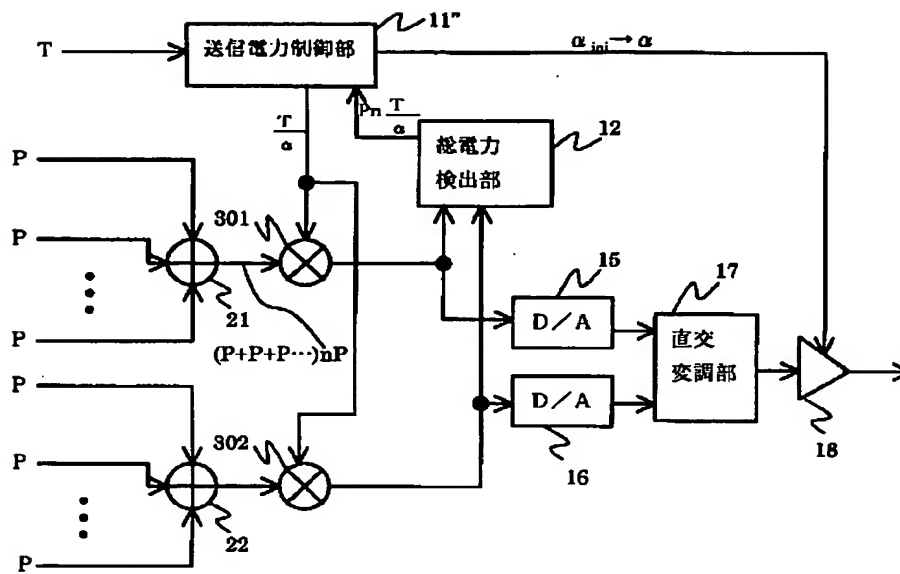 11"
T
送信電力制御部
α ini → α
T
α
Pn T
α
12
総電力
検出部
P
P
P
301
21
(P+P+P…)nP
15
D/A
17
直交
変調部
18
P
P
P
302
22
D/A
16